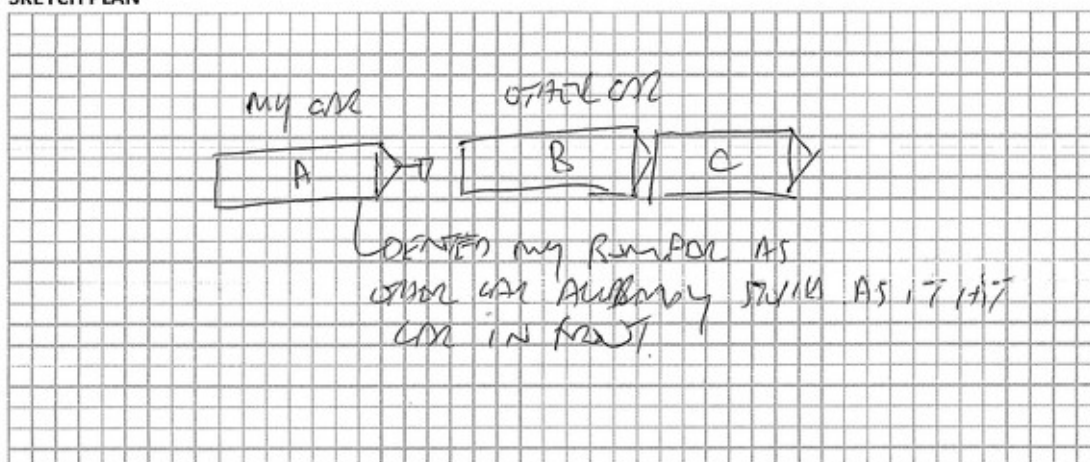 SKETCH PLAN
MY CAR OTHER CAR
A B C
DENTED MY BUMPER AS
OTHER CAR ALREADY AS IT HIT
CAR IN FRONT.